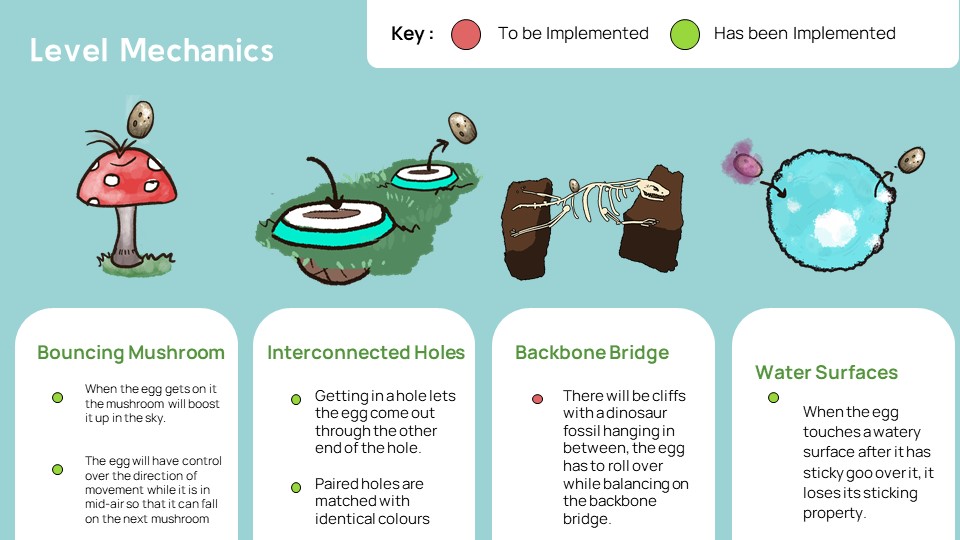 Level Mechanics
Key :
To be Implemented
Has been Implemented
Bouncing Mushroom
When the egg gets on it
the mushroom will boost
it up in the sky.
The egg will have control
over the direction of
movement while it is in
mid-air so that it can fall
on the next mushroom
Interconnected Holes
Getting in a hole lets
the egg come out
through the other
end of the hole.
Paired holes are
matched with
identical colours
Backbone Bridge
There will be cliffs
with a dinosaur
fossil hanging in
between, the egg
has to roll over
while balancing on
the backbone
bridge.
Water Surfaces
When the egg
touches a watery
surface after it has
sticky goo over it, it
loses its sticking
property.